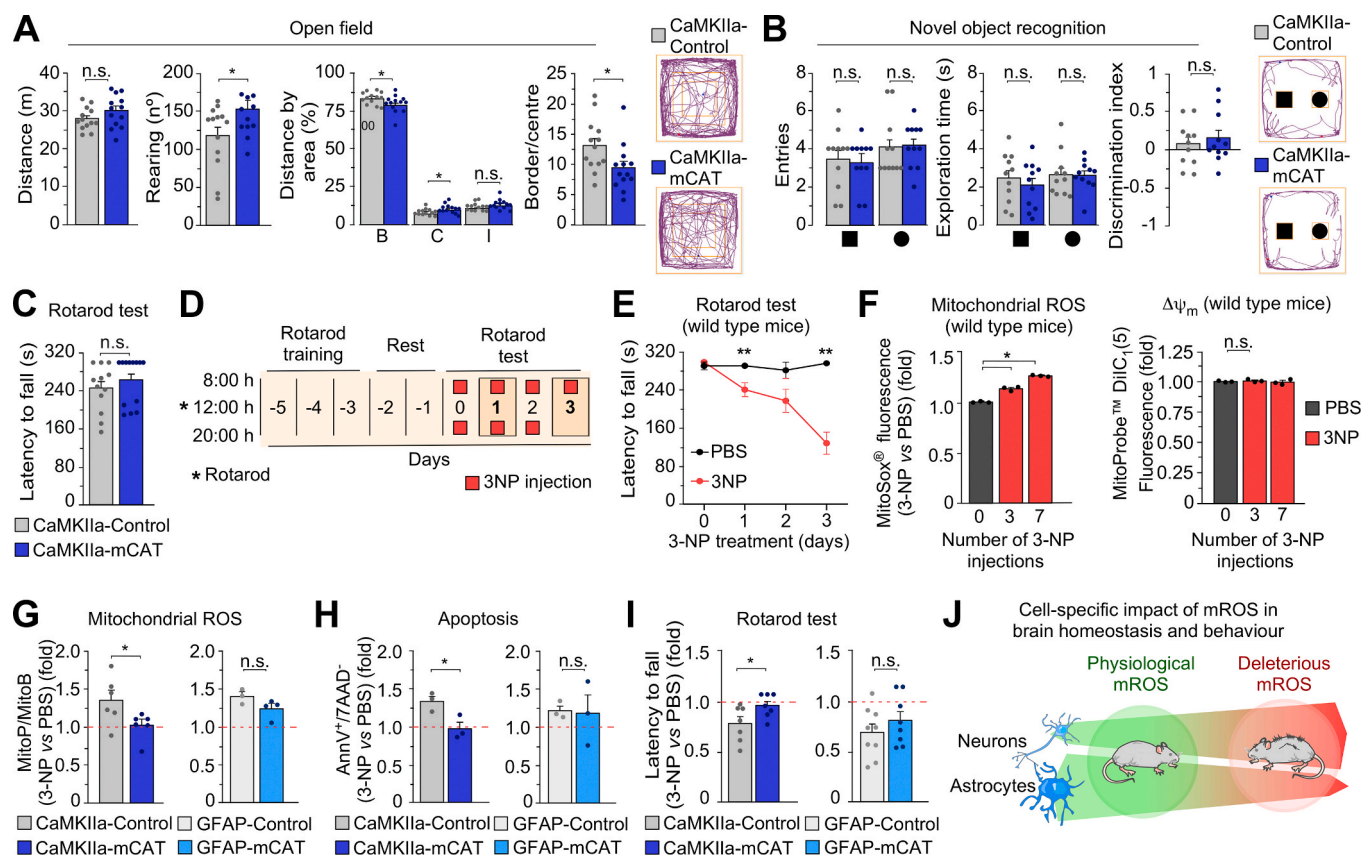 A
Open field
Distance (m)
40
30
20
10
0
n.s.
Rearing (nº)
200
150
100
50
0
*
Distance by
area (%)
100
75
50
25
0
*
00
*
n.s.
B
C
I
Border/centre
25
20
15
10
5
0
*
CaMKIIa-
Control
CaMKIIa-
mCAT
B
Novel object recognition
Entries
8
6
4
2
0
n.s.
n.s.
Exploration time (s)
8
6
4
2
0
n.s.
n.s.
Discrimination index
1
0.5
0
-0.5
-1
n.s.
CaMKIIa-
Control
CaMKIIa-
mCAT
C
Rotarod test
Latency to fall (s)
320
240
160
80
0
n.s.
CaMKIIa-Control
CaMKIIa-mCAT
D
Rotarod
training
Rest
Rotarod
test
8:00 h
* 12:00 h
20:00 h
-5
-4
-3
-2
-1
0
1
2
3
Days
* Rotarod
3NP injection
E
Rotarod test
(wild type mice)
Latency to fall (s)
320
240
160
80
0
**
**
PBS
3NP
0
1
2
3
3-NP treatment (days)
F
Mitochondrial ROS
(wild type mice)
MitoSox® fluorescence
(3-NP vs PBS) (fold)
1.5
1.0
0.5
0
*
0
3
7
Number of 3-NP
injections
Δψm (wild type mice)
MitoProbe™ DiIC1(5)
Fluorescence (fold)
1.25
1.00
0.75
0.50
0.25
0
n.s.
0
3
7
Number of 3-NP
injections
PBS
3NP
G
Mitochondrial ROS
MitoP/MitoB
(3-NP vs PBS) (fold)
2.0
1.5
1.0
0.5
0
*
2.0
1.5
1.0
0.5
0
n.s.
CaMKIIa-Control
CaMKIIa-mCAT
GFAP-Control
GFAP-mCAT
H
Apoptosis
AnnV+/7AAD-
(3-NP vs PBS) (fold)
2.0
1.5
1.0
0.5
0
*
2.0
1.5
1.0
0.5
0
n.s.
CaMKIIa-Control
CaMKIIa-mCAT
GFAP-Control
GFAP-mCAT
I
Rotarod test
Latency to fall
(3-NP vs PBS) (fold)
1.5
1
0.5
0
*
1.5
1
0.5
0
n.s.
CaMKIIa-Control
CaMKIIa-mCAT
GFAP-Control
GFAP-mCAT
J
Cell-specific impact of mROS in
brain homeostasis and behaviour
Physiological
mROS
Deleterious
mROS
Neurons
Astrocytes